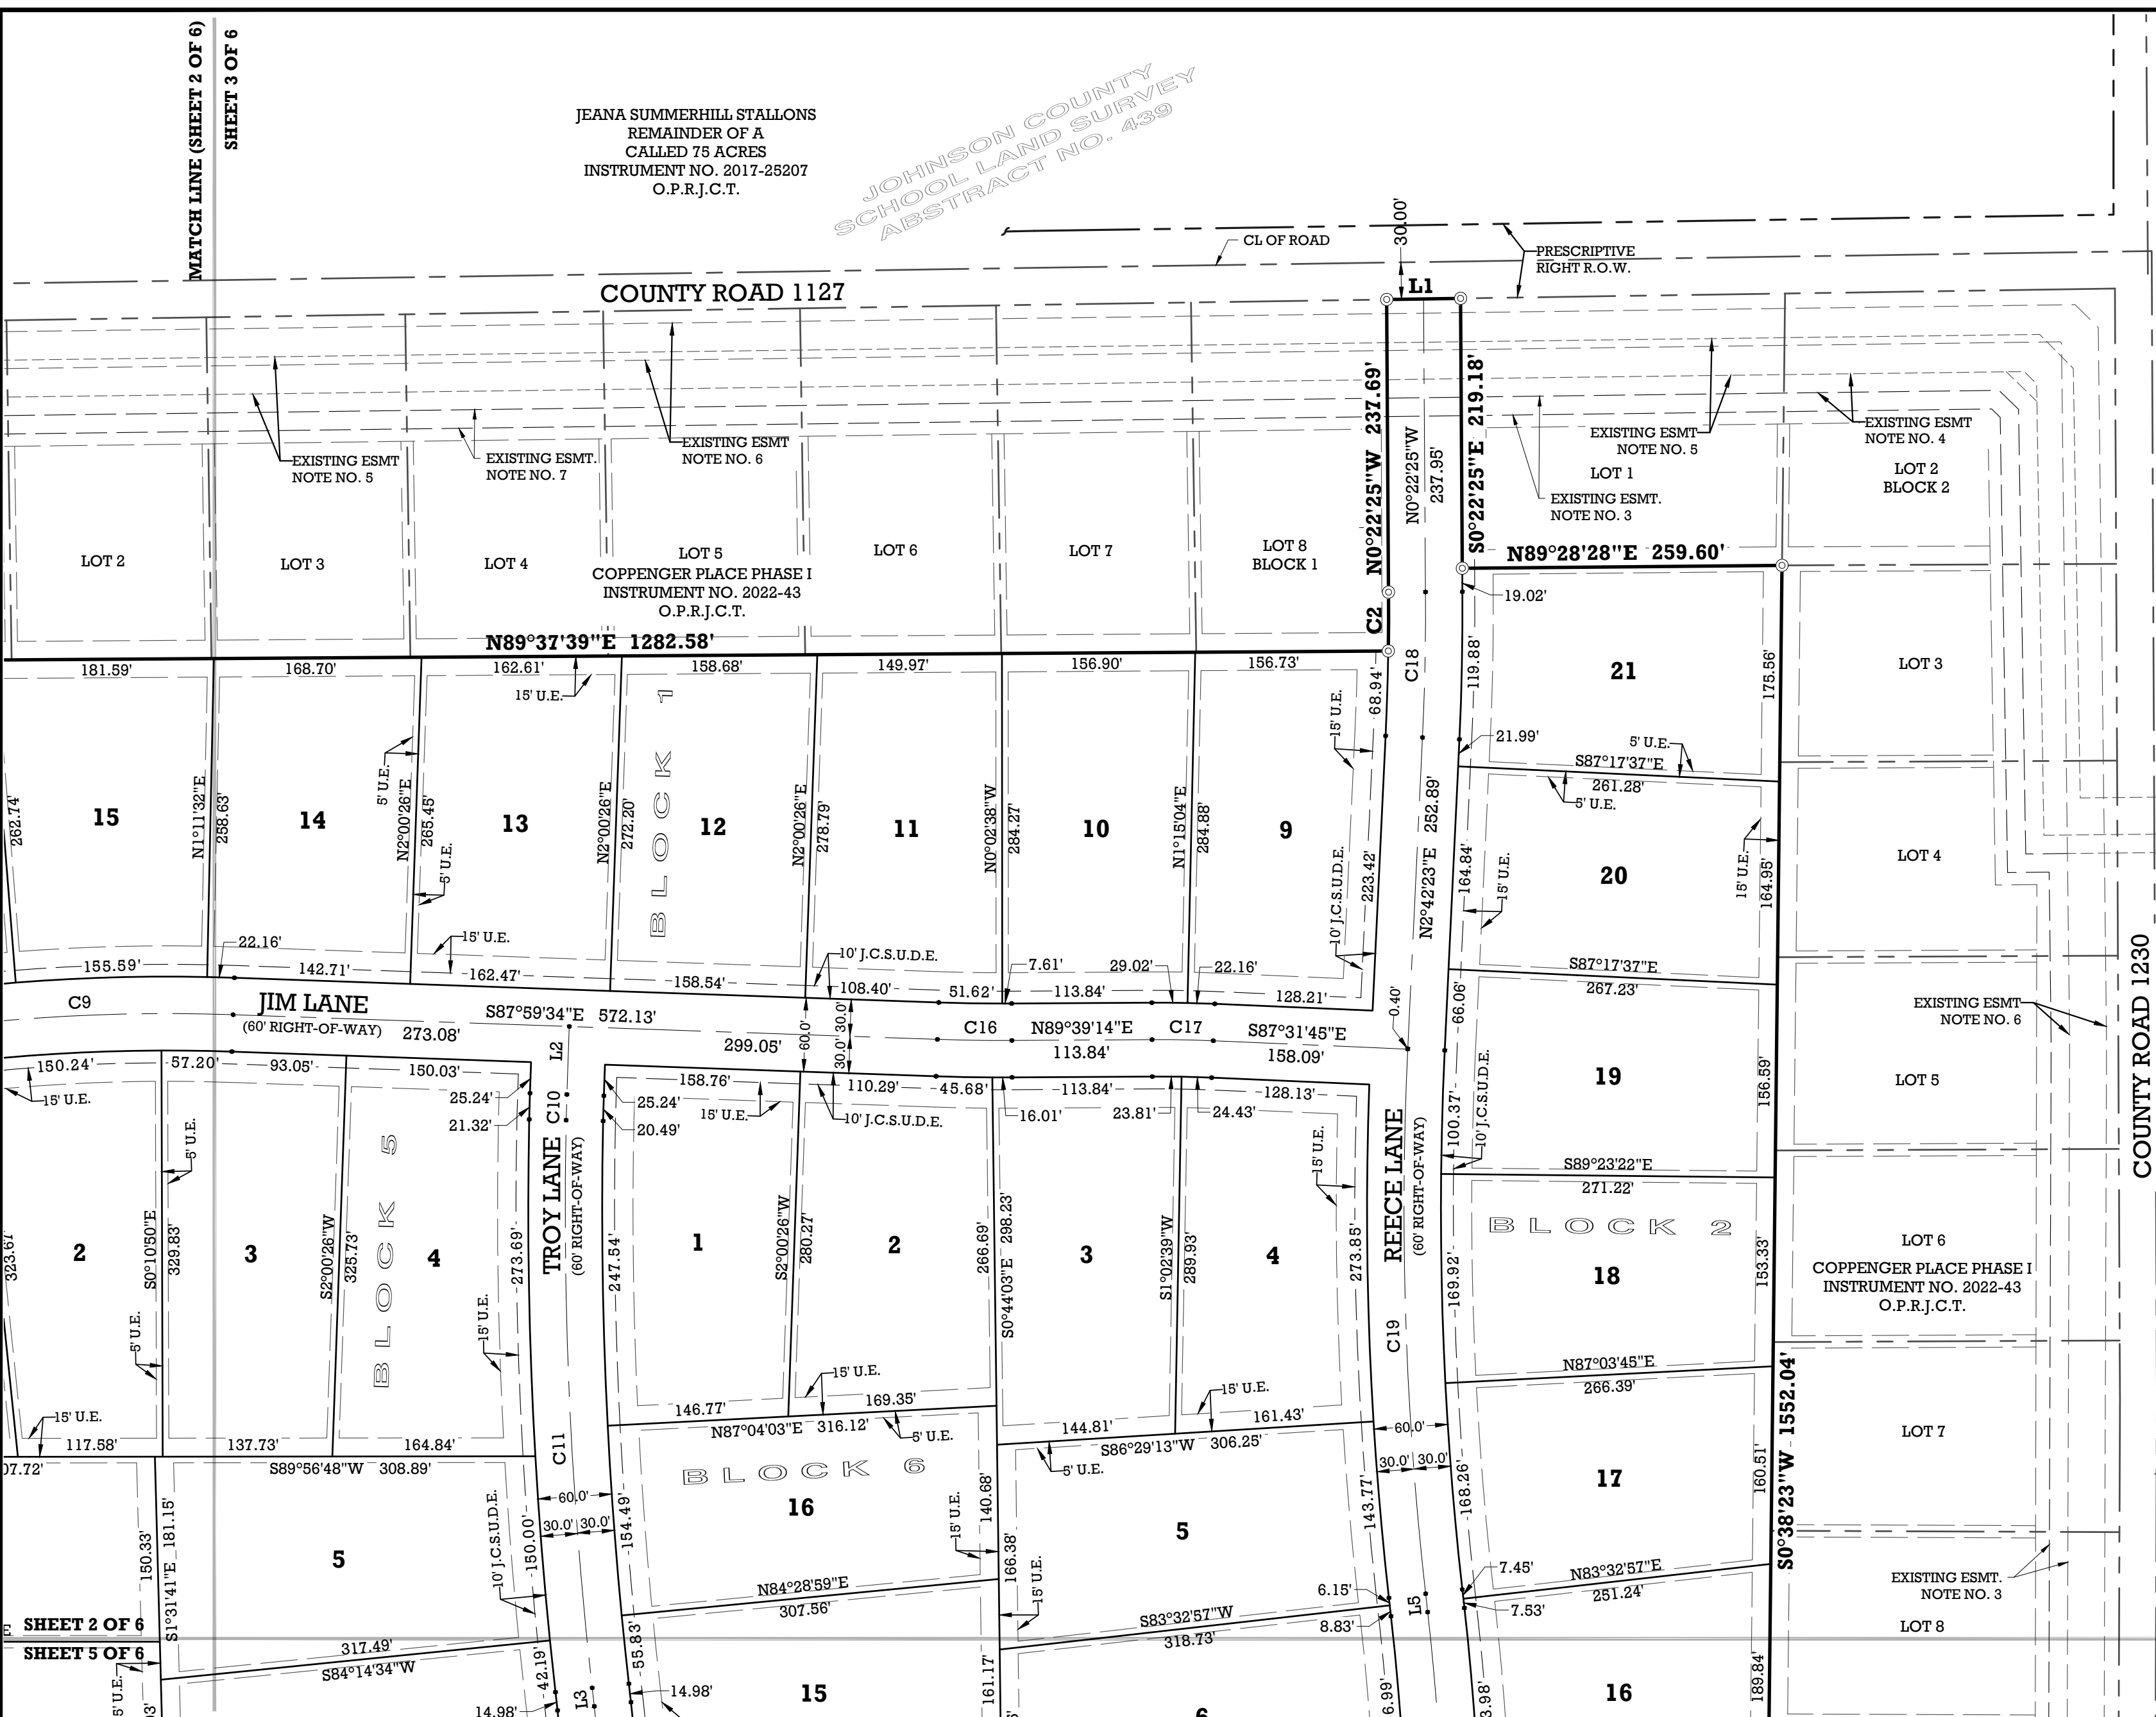 MATCH LINE (SHEET 2 OF 6)
SHEET 3 OF 6
JEANA SUMMERHILL STALLONS
REMAINDER OF A
CALLED 75 ACRES
INSTRUMENT NO. 2017-25207
O.P.R.J.C.T.
JOHNSON COUNTY
SCHOOL LAND SURVEY
ABSTRACT NO. 439
30.00'
CL OF ROAD
PRESCRIPTIVE
RIGHT R.O.W.
COUNTY ROAD 1127
L1
EXISTING ESMT
NOTE NO. 5
EXISTING ESMT.
NOTE NO. 7
EXISTING ESMT
NOTE NO. 6
N0°22'25"W 237.69'
N0°22'25"W
237.95'
S0°22'25"E 219.18'
EXISTING ESMT
NOTE NO. 5
LOT 1
EXISTING ESMT.
NOTE NO. 3
EXISTING ESMT
NOTE NO. 4
LOT 2
BLOCK 2
LOT 2
LOT 3
LOT 4
LOT 5
COPPENGER PLACE PHASE I
INSTRUMENT NO. 2022-43
O.P.R.J.C.T.
LOT 6
LOT 7
LOT 8
BLOCK 1
N89°28'28"E 259.60'
19.02'
C2
N89°37'39"E 1282.58'
181.59'
168.70'
162.61'
15' U.E.
158.68'
149.97'
156.90'
156.73'
68.94'
C18
119.88'
21
175.56'
LOT 3
15' U.E.
21.99'
5' U.E.
S87°17'37"E
261.28'
5' U.E.
262.74'
15
N1°11'32"E
258.63'
14
5' U.E.
N2°00'26"E
265.45'
5' U.E.
13
N2°00'26"E
272.20'
BLOCK 1
12
N2°00'26"E
278.79'
11
N0°02'38"W
284.27'
10
N1°15'04"E
284.88'
9
10' J.C.S.U.D.E.
223.42'
N2°42'23"E 252.89'
164.84'
15' U.E.
20
15' U.E.
164.95'
LOT 4
COUNTY ROAD 1230
155.59'
22.16'
142.71'
15' U.E.
162.47'
158.54'
10' J.C.S.U.D.E.
108.40'
51.62'
7.61'
113.84'
29.02'
22.16'
128.21'
S87°17'37"E
267.23'
C9
JIM LANE
(60' RIGHT-OF-WAY)
273.08'
S87°59'34"E 572.13'
L2
299.05'
60.0'
30.0'
30.0'
C16
N89°39'14"E
113.84'
C17
S87°31'45"E
158.09'
0.40'
66.06'
EXISTING ESMT
NOTE NO. 6
LOT 5
150.24'
15' U.E.
57.20'
93.05'
150.03'
25.24'
21.32'
C10
25.24'
20.49'
158.76'
15' U.E.
110.29'
10' J.C.S.U.D.E.
45.68'
16.01'
113.84'
23.81'
24.43'
128.13'
100.37'
10' J.C.S.U.D.E.
19
156.59'
S89°23'22"E
271.22'
BLOCK 2
323.67'
2
S0°10'50"E
329.83'
5' U.E.
5' U.E.
3
S2°00'26"W
325.73'
BLOCK 5
4
15' U.E.
273.69'
TROY LANE
(60' RIGHT-OF-WAY)
247.54'
1
S2°00'26"W
280.27'
2
266.69'
S0°44'03"E 298.23'
3
S1°02'39"W
289.93'
4
15' U.E.
273.85'
REECE LANE
(60' RIGHT-OF-WAY)
C19
169.92'
18
153.33'
LOT 6
COPPENGER PLACE PHASE I
INSTRUMENT NO. 2022-43
O.P.R.J.C.T.
N87°03'45"E
266.39'
15' U.E.
117.58'
137.73'
164.84'
S89°56'48"W 308.89'
C11
146.77'
15' U.E.
169.35'
N87°04'03"E 316.12'
5' U.E.
144.81'
15' U.E.
161.43'
S86°29'13"W 306.25'
5' U.E.
60.0'
30.0'
30.0'
S0°38'23"W 1552.04'
LOT 7
07.72'
150.33'
S1°31'41"E 181.15'
5
10' J.C.S.U.D.E.
150.00'
60.0'
30.0'
30.0'
154.49'
BLOCK 6
16
15' U.E.
140.68'
166.38'
15' U.E.
5
143.77'
168.26'
17
160.51'
N84°28'59"E
307.56'
6.15'
8.83'
L5
7.45'
7.53'
N83°32'57"E
251.24'
EXISTING ESMT.
NOTE NO. 3
LOT 8
S83°32'57"W
318.73'
E
SHEET 2 OF 6
SHEET 5 OF 6
317.49'
S84°14'34"W
5' U.E.
03'
42.19'
14.98'
L3
55.83'
14.98'
15
161.17'
6
6.99'
3.98'
16
189.84'